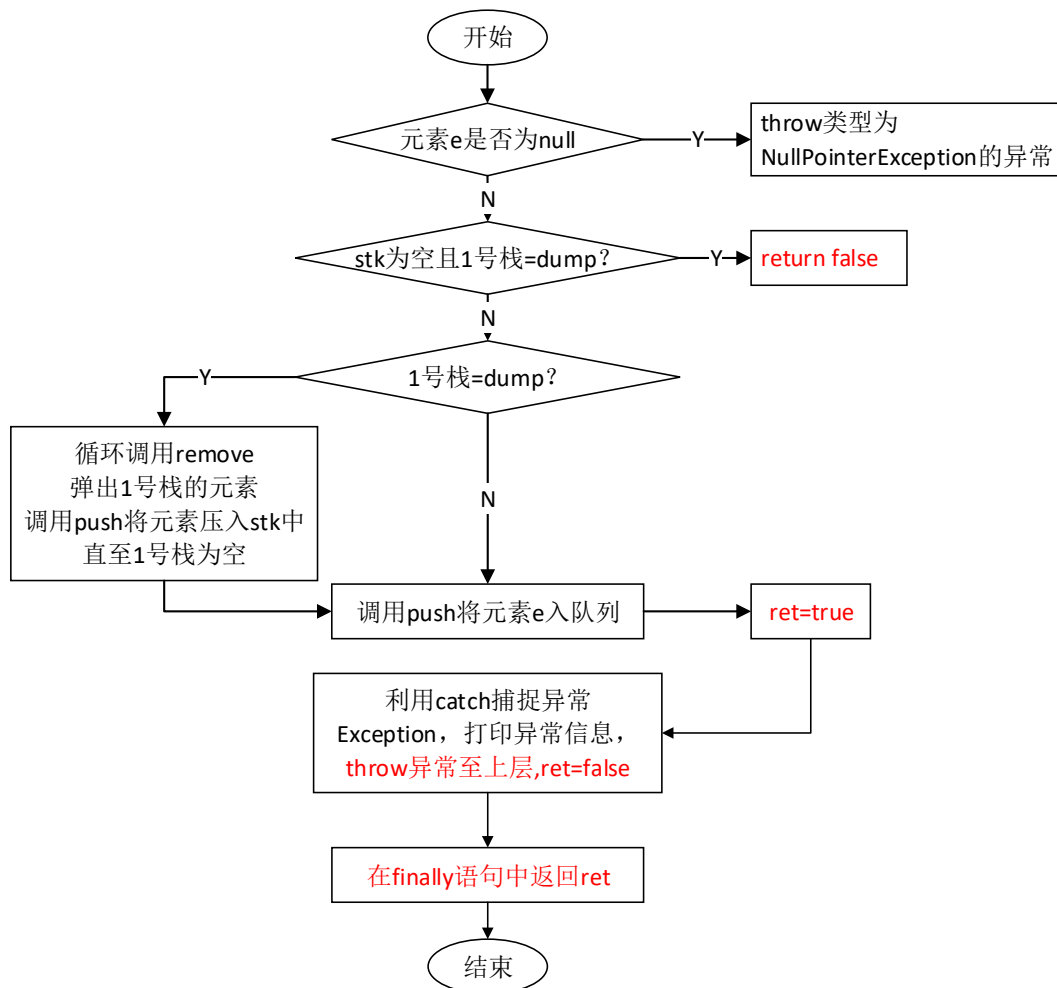 开始
元素e是否为null
Y
throw类型为
NullPointerException的异常
N
stk为空且1号栈=dump？
Y
return false
N
1号栈=dump？
Y
循环调用remove
弹出1号栈的元素
调用push将元素压入stk中
直至1号栈为空
N
调用push将元素e入队列
ret=true
利用catch捕捉异常
Exception，打印异常信息，
throw异常至上层,ret=false
在finally语句中返回ret
结束